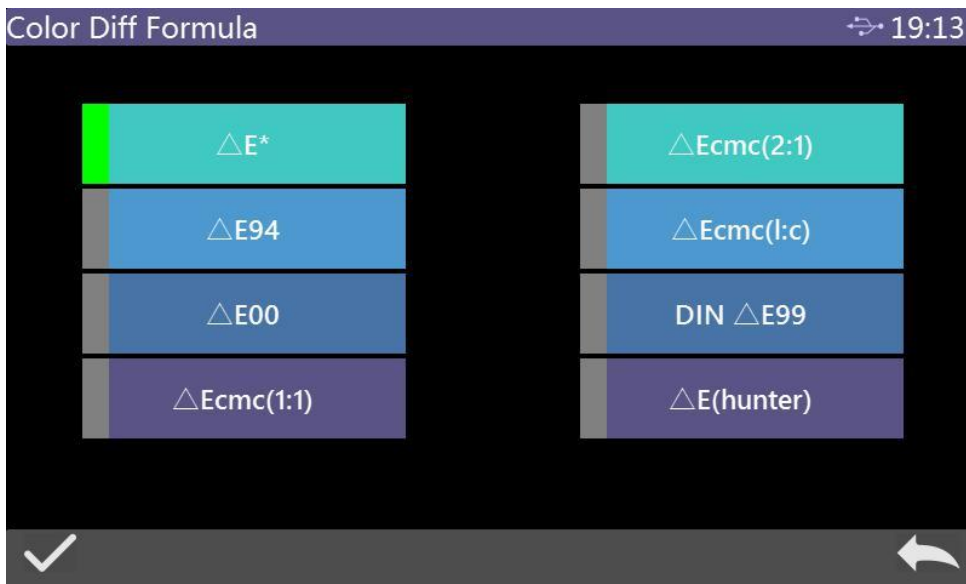 Color Diff Formula 19:13
△E* △Ecmc(2:1)
△E94 △Ecmc(l:c)
△E00 DIN △E99
△Ecmc(1:1) △E(hunter)